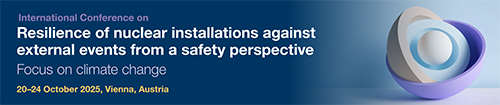 International Conference on
Resilience of nuclear installations against
external events from a safety perspective
Focus on climate change
20–24 October 2025, Vienna, Austria